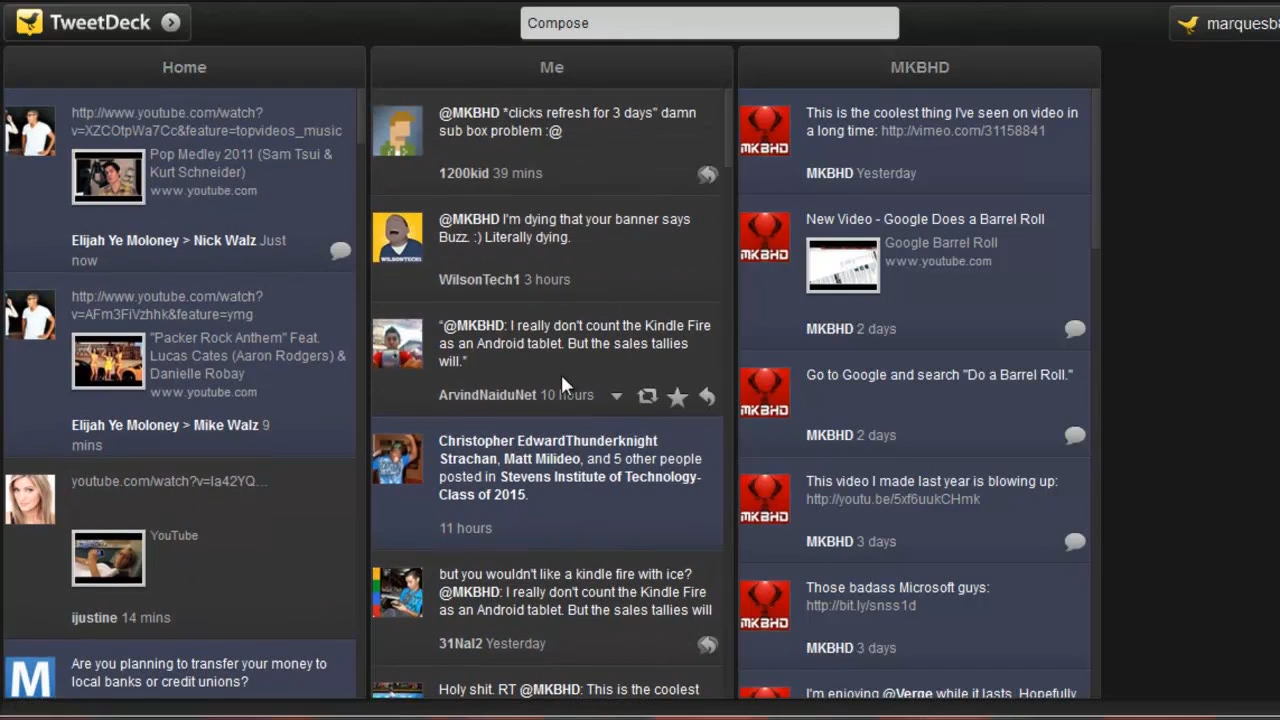 TweetDeck
Compose
marquesb
Home
http://www.youtube.com/watch?
v=XZCOtpWa7Cc&feature=topvideos_music
Pop Medley 2011 (Sam Tsui &
Kurt Schneider)
www.youtube.com
Elijah Ye Moloney > Nick Walz Just
now
http://www.youtube.com/watch?
v=AFm3FiVzhhk&feature=ymg
"Packer Rock Anthem" Feat.
Lucas Cates (Aaron Rodgers) &
Danielle Robay
www.youtube.com
Elijah Ye Moloney > Mike Walz 9
mins
youtube.com/watch?v=la42YQ...
YouTube
ijustine 14 mins
M
Are you planning to transfer your money to
local banks or credit unions?
Me
@MKBHD *clicks refresh for 3 days" damn
sub box problem :@
1200kid 39 mins
WILSONTECH1
@MKBHD I'm dying that your banner says
Buzz. :) Literally dying.
WilsonTech1 3 hours
"@MKBHD: I really don't count the Kindle Fire
as an Android tablet. But the sales tallies
will."
ArvindNaiduNet 10 hours
Christopher EdwardThunderknight
Strachan, Matt Milideo, and 5 other people
posted in Stevens Institute of Technology-
Class of 2015.
11 hours
but you wouldn't like a kindle fire with ice?
@MKBHD: I really don't count the Kindle Fire
as an Android tablet. But the sales tallies will
31Nal2 Yesterday
Holy shit. RT @MKBHD: This is the coolest
MKBHD
MKBHD
This is the coolest thing I've seen on video in
a long time: http://vimeo.com/31158841
MKBHD Yesterday
MKBHD
New Video - Google Does a Barrel Roll
Google Barrel Roll
www.youtube.com
MKBHD 2 days
MKBHD
Go to Google and search "Do a Barrel Roll."
MKBHD 2 days
MKBHD
This video I made last year is blowing up:
http://youtu.be/5xf6uukCHmk
MKBHD 3 days
MKBHD
Those badass Microsoft guys:
http://bit.ly/snss1d
MKBHD 3 days
I'm enjoying @Verge while it lasts. Hopefully